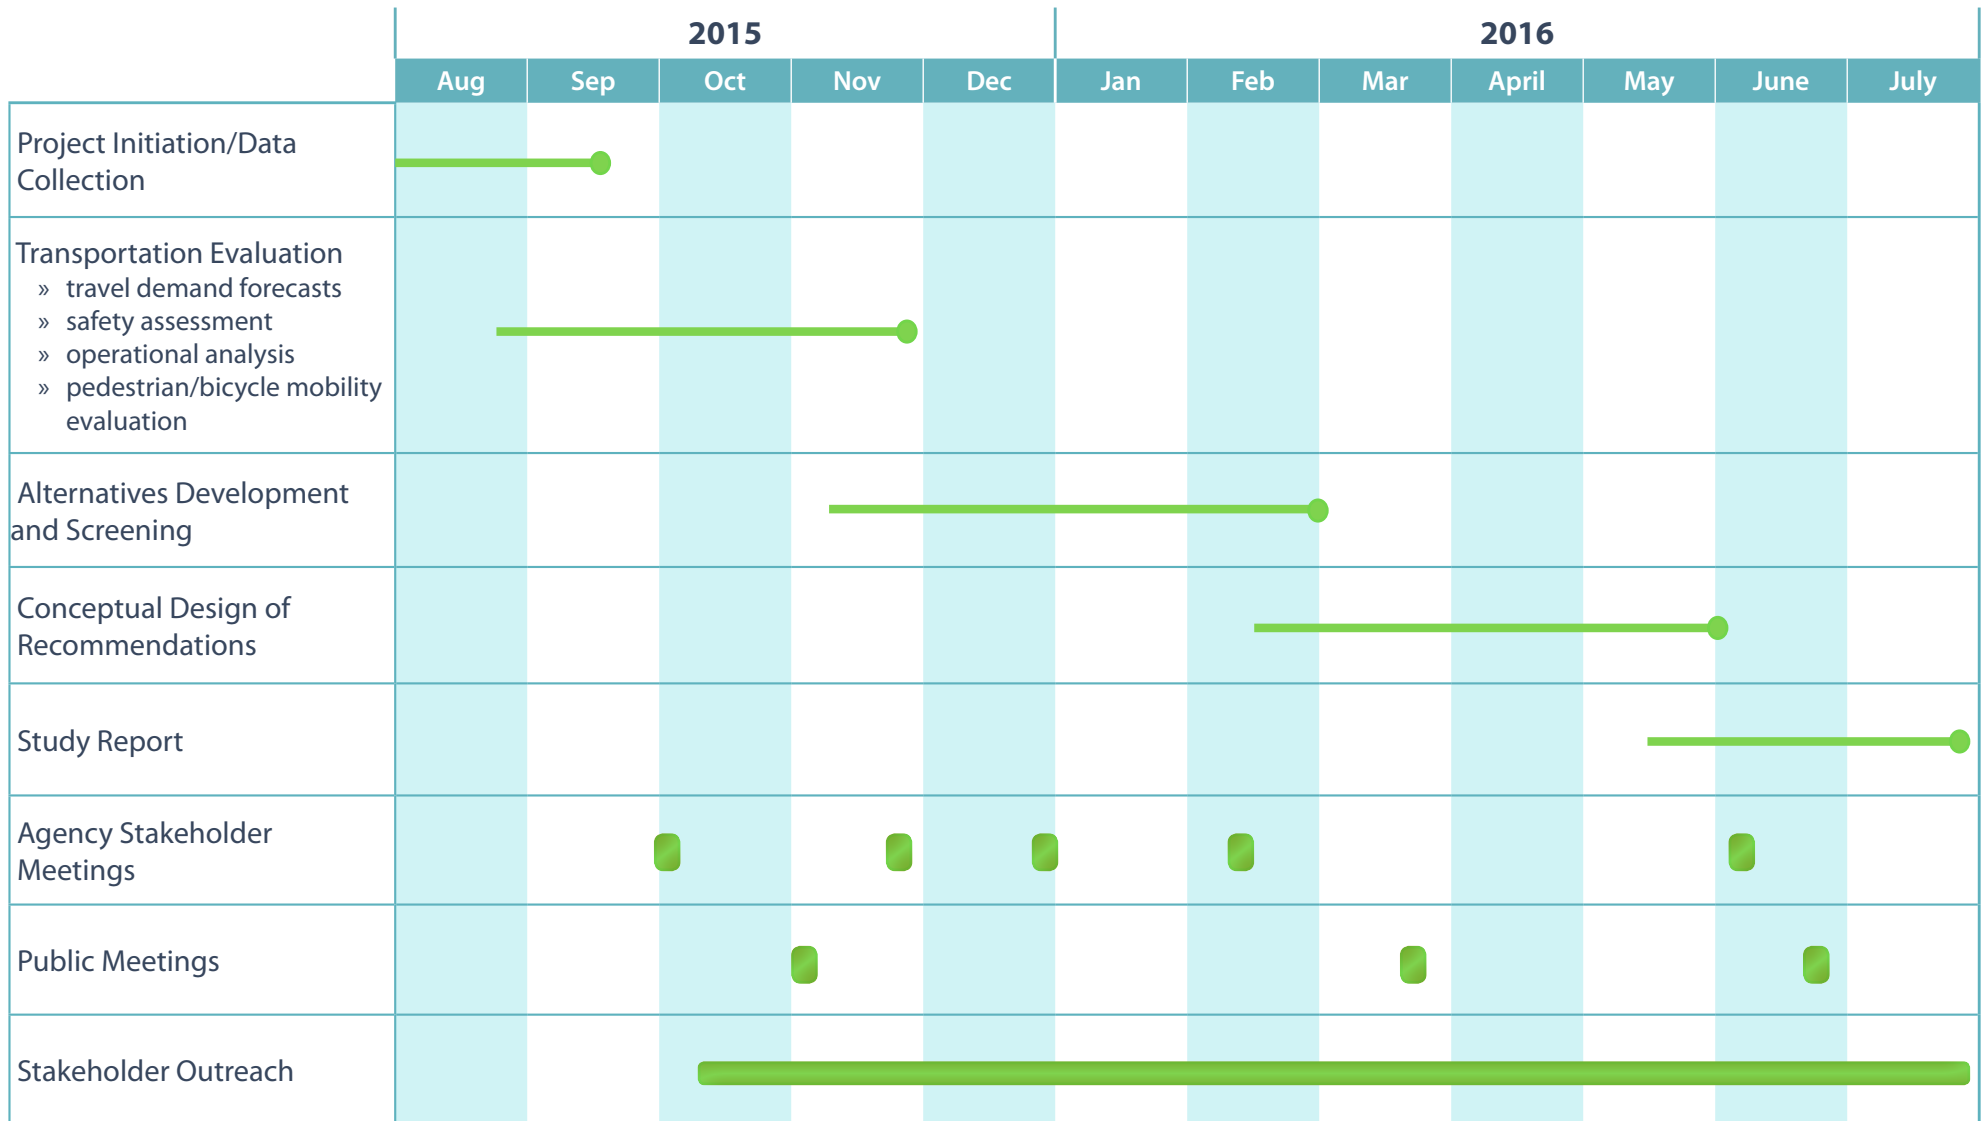 2015 2016
Aug Sep Oct Nov Dec Jan Feb Mar April May June July
Project Initiation/Data
Collection
Transportation Evaluation
» travel demand forecasts
» safety assessment
» operational analysis
» pedestrian/bicycle mobility
evaluation
Alternatives Development
and Screening
Conceptual Design of
Recommendations
Study Report
Agency Stakeholder
Meetings
Public Meetings
Stakeholder Outreach